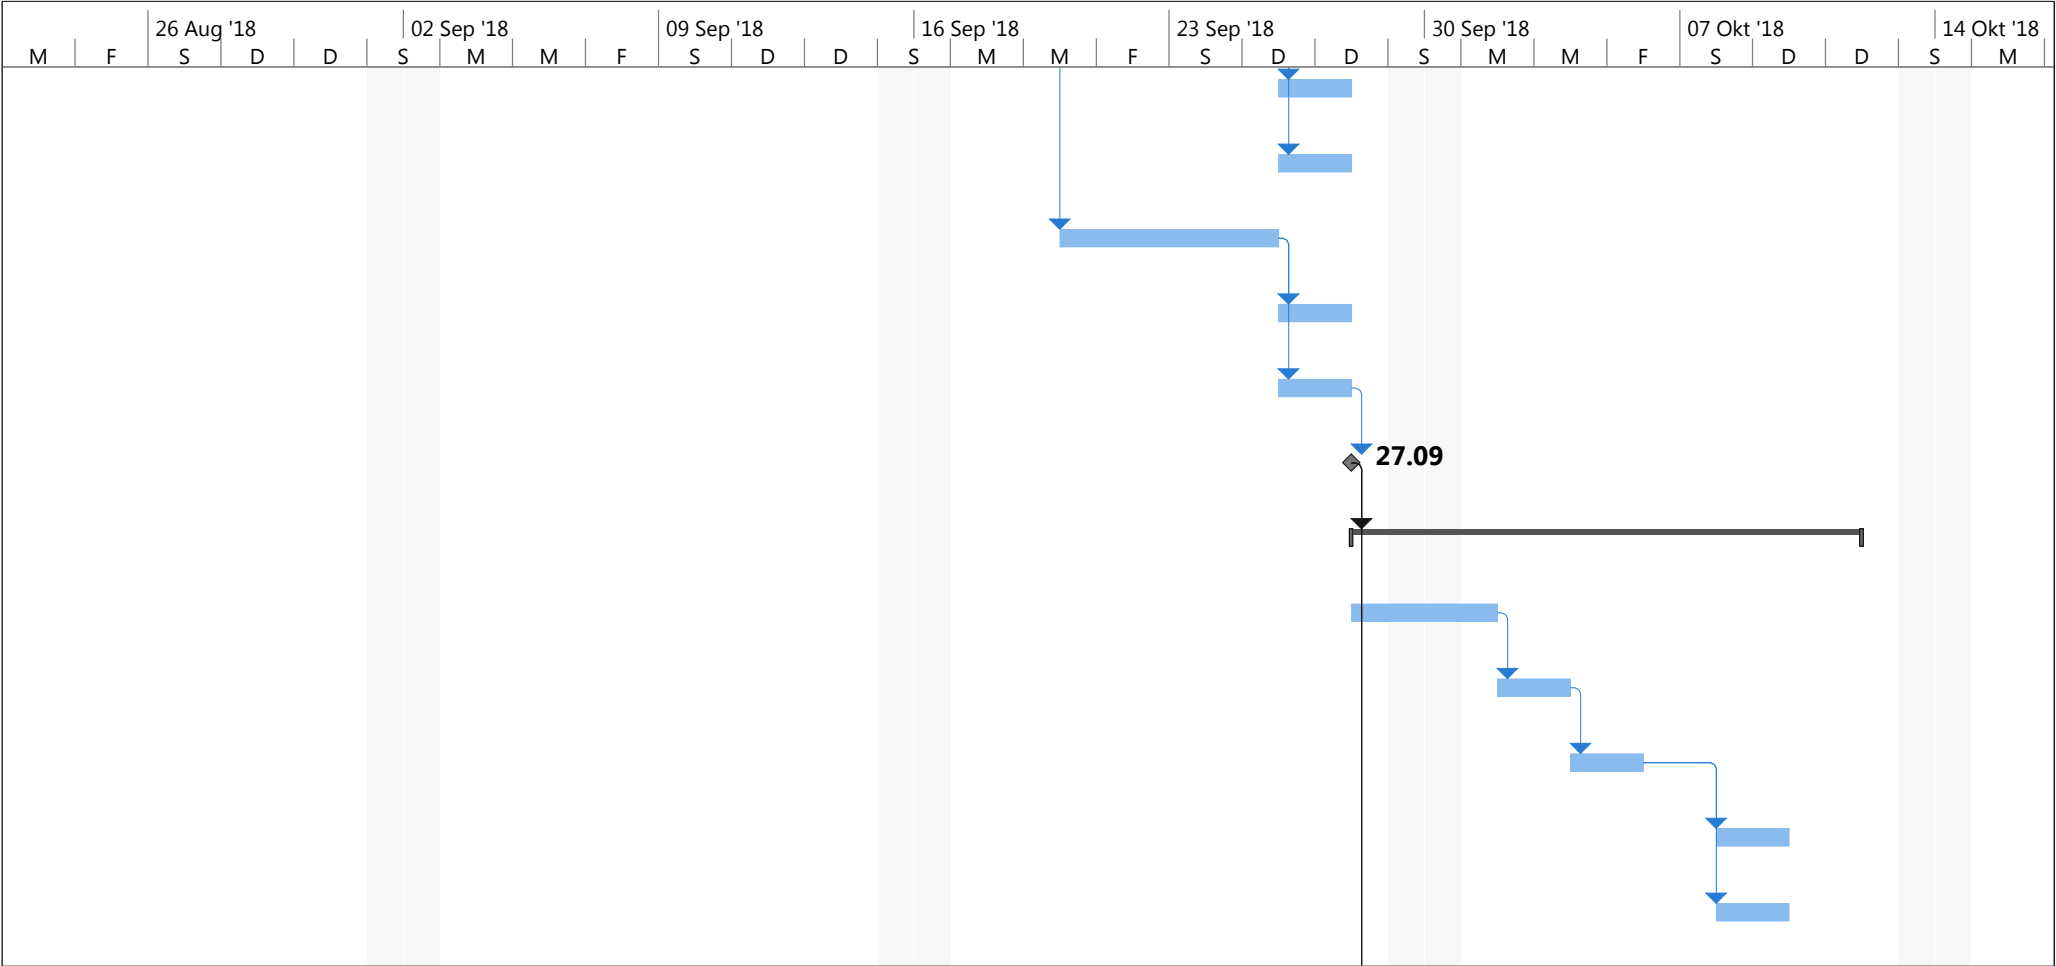 26 Aug '18 02 Sep '18 09 Sep '18 16 Sep '18 23 Sep '18 30 Sep '18 07 Okt '18 14 Okt '18
M F S D D S M M F S D D S M M F S D D S M M F S D D S M
27.09